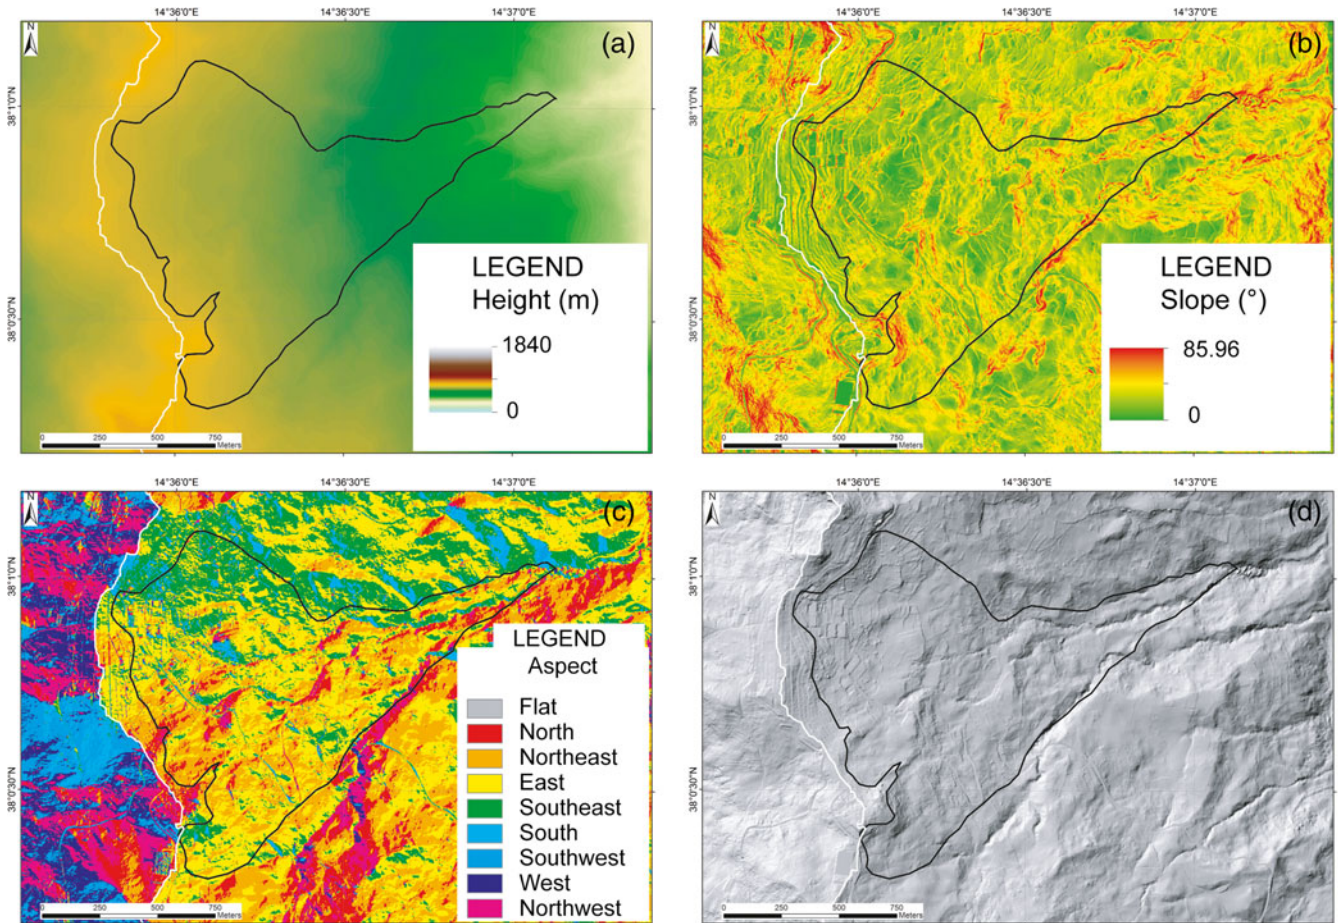 14°36'0"E 14°36'30"E 14°37'0"E
N
(a)
38°1'0"N
38°0'30"N
LEGEND
Height (m)
1840
0
0 250 500 750
Meters
14°36'0"E 14°36'30"E 14°37'0"E
N
(b)
38°1'0"N
38°0'30"N
LEGEND
Slope (°)
85.96
0
0 250 500 750
Meters
14°36'0"E 14°36'30"E 14°37'0"E
N
(c)
38°1'0"N
38°0'30"N
LEGEND
Aspect
Flat
North
Northeast
East
Southeast
South
Southwest
West
Northwest
0 250 500 750
Meters
14°36'0"E 14°36'30"E 14°37'0"E
N
(d)
38°1'0"N
38°0'30"N
0 250 500 750
Meters